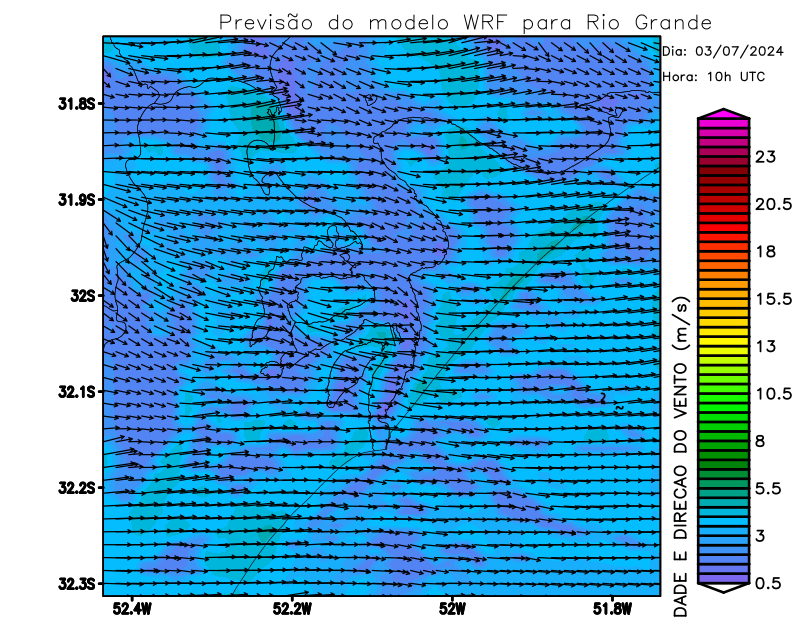 Previsão do modelo WRF para Rio Grande
Dia: 03/07/2024
Hora: 10h UTC
31.8S
31.9S
32S
32.1S
32.2S
32.3S
52.4W
52.2W
52W
51.8W
23
20.5
18
15.5
13
10.5
8
5.5
3
0.5
DADE E DIRECAO DO VENTO (m/s)